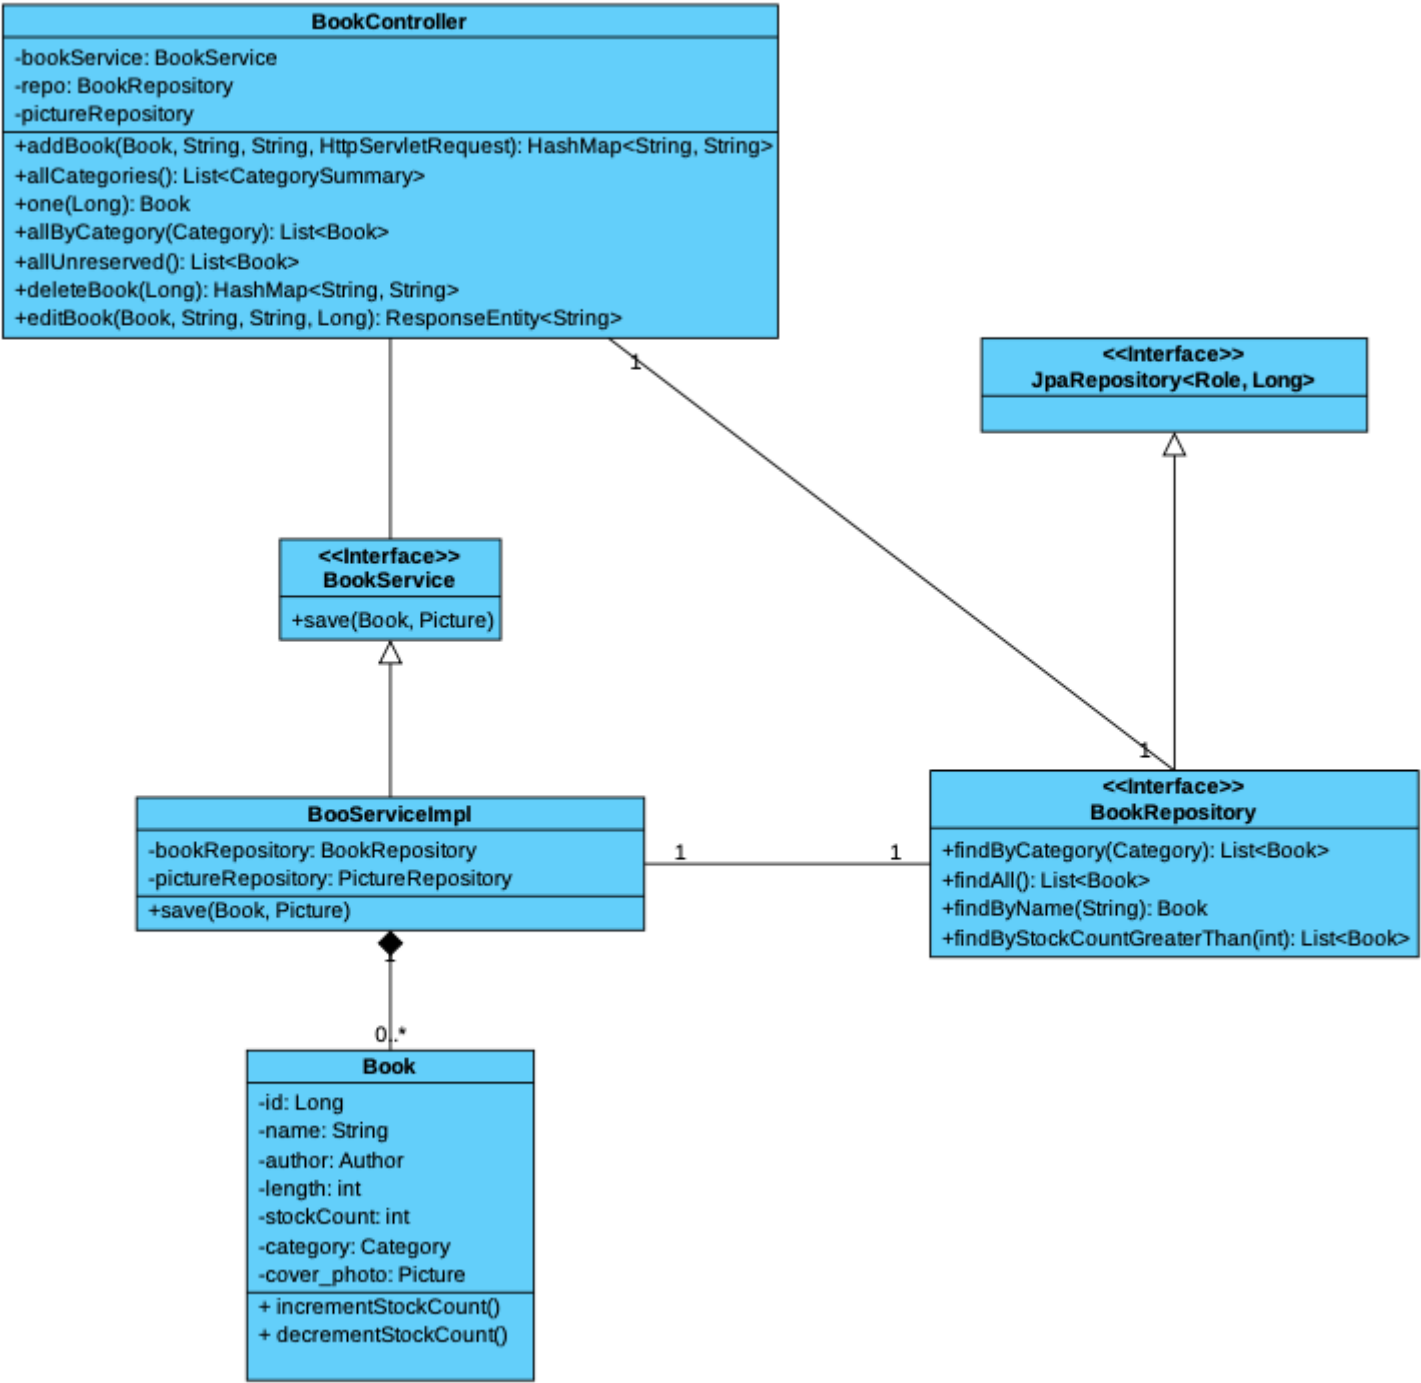 BookController
-bookService: BookService
-repo: BookRepository
-pictureRepository
+addBook(Book, String, String, HttpServletRequest): HashMap<String, String>
+allCategories(): List<CategorySummary>
+one(Long): Book
+allByCategory(Category): List<Book>
+allUnreserved(): List<Book>
+deleteBook(Long): HashMap<String, String>
+editBook(Book, String, String, Long): ResponseEntity<String>
1
<<Interface>>
JpaRepository<Role, Long>
<<Interface>>
BookService
+save(Book, Picture)
1
<<Interface>>
BookRepository
+findByCategory(Category): List<Book>
+findAll(): List<Book>
+findByName(String): Book
+findByStockCountGreaterThan(int): List<Book>
BooServiceImpl
-bookRepository: BookRepository
-pictureRepository: PictureRepository
+save(Book, Picture)
1
1
1
0..*
Book
-id: Long
-name: String
-author: Author
-length: int
-stockCount: int
-category: Category
-cover_photo: Picture
+ incrementStockCount()
+ decrementStockCount()